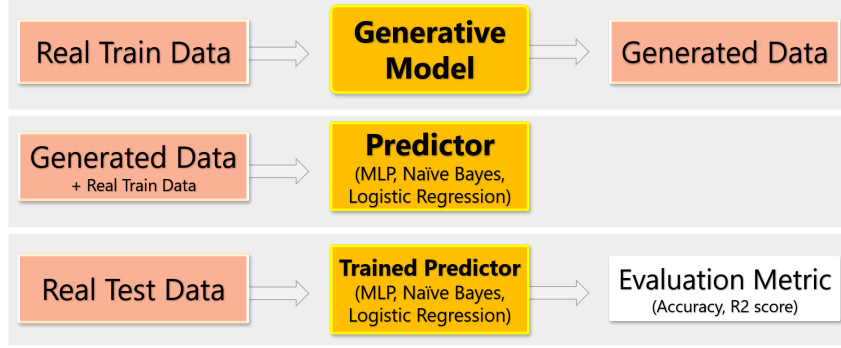 Real Train Data
Generative
Model
Generated Data
Generated Data
+ Real Train Data
Predictor
(MLP, Naïve Bayes,
Logistic Regression)
Real Test Data
Trained Predictor
(MLP, Naïve Bayes,
Logistic Regression)
Evaluation Metric
(Accuracy, R2 score)